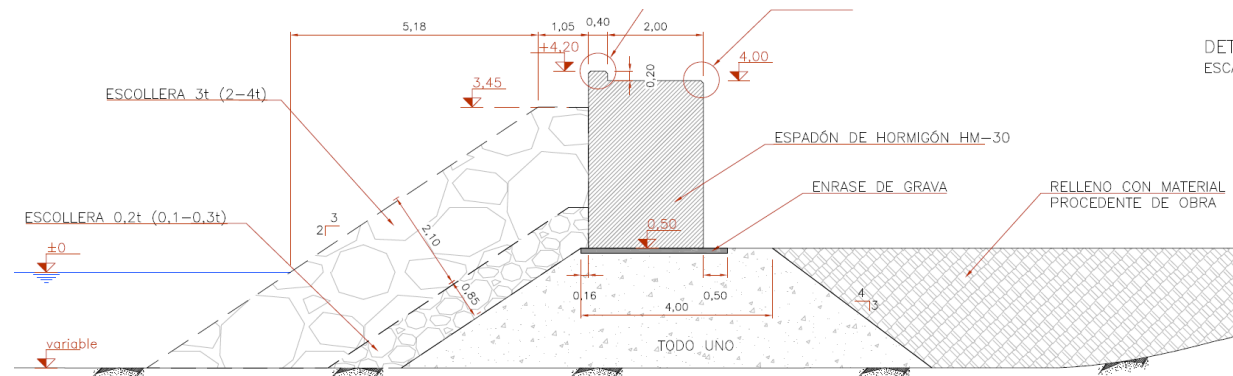 5,18
1,05
0,40
2,00
+4,20
0,20
4,00
DET
ESCA
3,45
ESCOLLERA 3t (2-4t)
ESPADÓN DE HORMIGÓN HM-30
ENRASE DE GRAVA
RELLENO CON MATERIAL
PROCEDENTE DE OBRA
ESCOLLERA 0,2t (0,1-0,3t)
3
2
2,10
0,50
±0
0,85
0,16
0,50
4,00
4
3
variable
TODO UNO